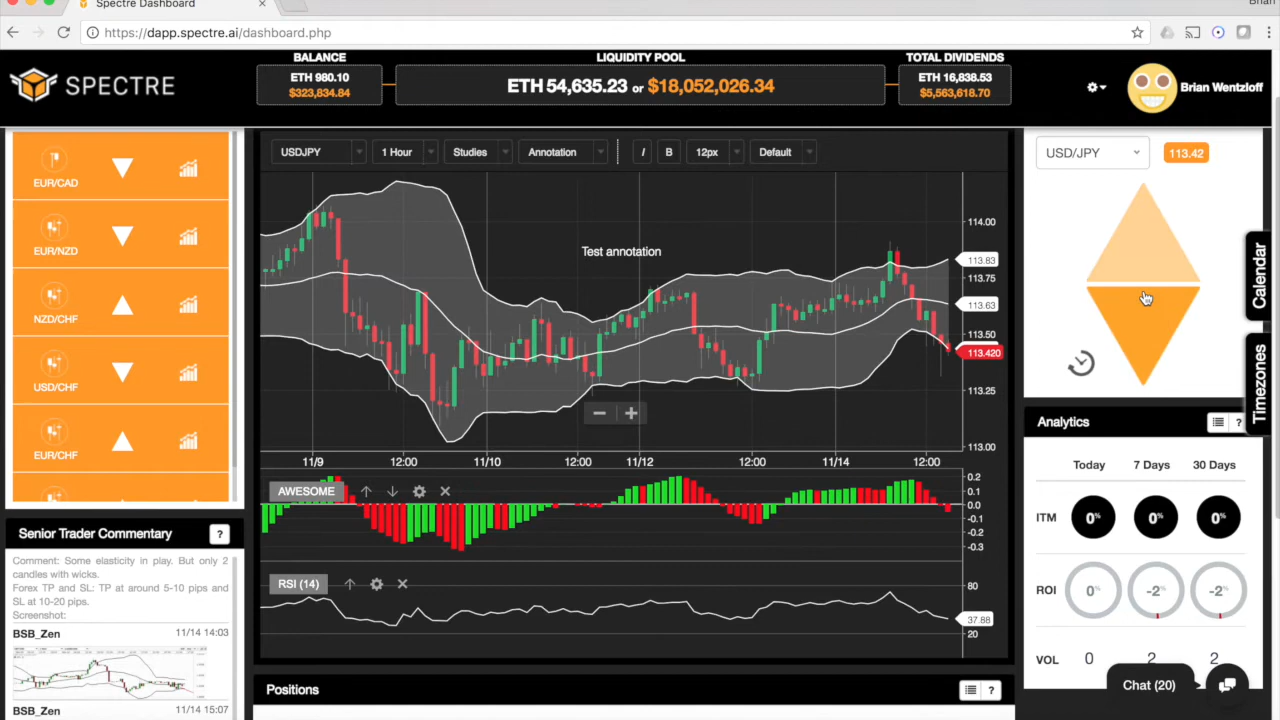 Spectre Dashboard
Brian
https://dapp.spectre.ai/dashboard.php
SPECTRE
BALANCE
ETH 980.10
$323,834.84
LIQUIDITY POOL
ETH 54,635.23 or $18,052,026.34
TOTAL DIVIDENDS
ETH 16,838.53
$5,563,618.70
Brian Wentzloff
EUR/CAD
EUR/NZD
NZD/CHF
USD/CHF
EUR/CHF
Senior Trader Commentary ?
Comment: Some elasticity in play. But only 2
candles with wicks.
Forex TP and SL: TP at around 5-10 pips and
SL at 10-20 pips.
Screenshot:
BSB_Zen 11/14 14:03
BSB_Zen 11/14 15:07
USDJPY 1 Hour Studies Annotation I B 12px Default
Test annotation
114.00
113.83
113.75
113.63
113.50
113.420
113.25
113.00
11/9 12:00 11/10 12:00 11/12 12:00 11/14 12:00
AWESOME
0.2
0.1
0.0
-0.1
-0.2
-0.3
RSI (14)
80
37.88
20
Positions ?
USD/JPY 113.42
Calendar
Timezones
Analytics ?
Today 7 Days 30 Days
ITM 0% 0% 0%
ROI 0% -2% -2%
VOL 0 2 2
Chat (20)